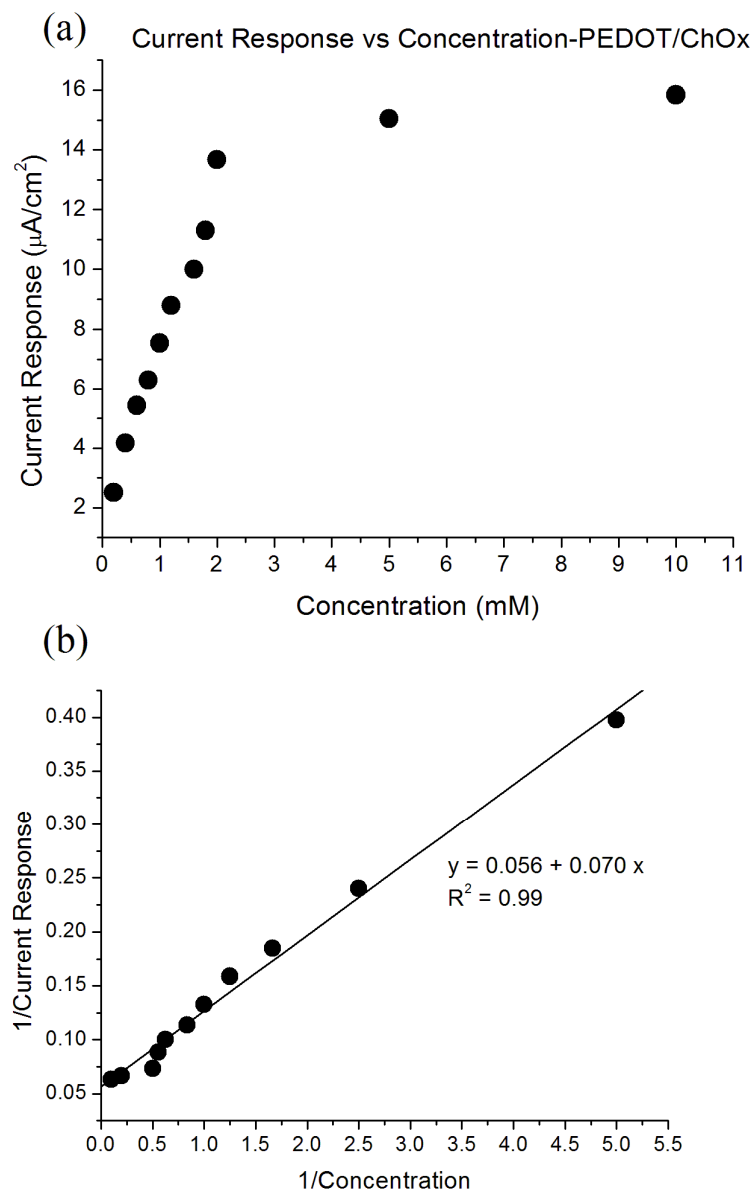 (a)
Current Response vs Concentration-PEDOT/ChOx
16
14
12
10
8
6
4
2
Current Response (μA/cm²)
0 1 2 3 4 5 6 7 8 9 10 11
Concentration (mM)
(b)
0.40
0.35
0.30
0.25
0.20
0.15
0.10
0.05
1/Current Response
y = 0.056 + 0.070 x
R² = 0.99
0.0 0.5 1.0 1.5 2.0 2.5 3.0 3.5 4.0 4.5 5.0 5.5
1/Concentration